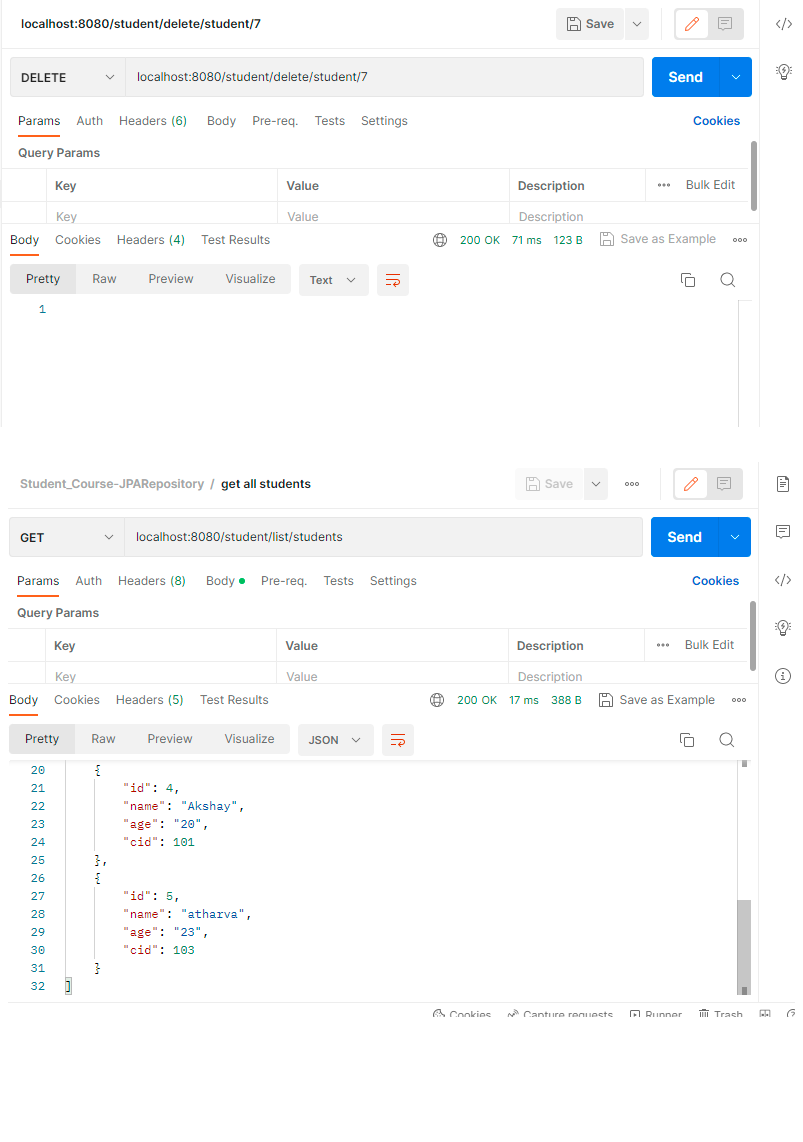 localhost:8080/student/delete/student/7 Save
DELETE localhost:8080/student/delete/student/7 Send
Params Auth Headers (6) Body Pre-req. Tests Settings Cookies
Query Params
Key Value Description Bulk Edit
Key Value Description
Body Cookies Headers (4) Test Results 200 OK 71 ms 123 B Save as Example
Pretty Raw Preview Visualize Text
1
Student_Course-JPARepository / get all students Save
GET localhost:8080/student/list/students Send
Params Auth Headers (8) Body Pre-req. Tests Settings Cookies
Query Params
Key Value Description Bulk Edit
Key Value Description
Body Cookies Headers (5) Test Results 200 OK 17 ms 388 B Save as Example
Pretty Raw Preview Visualize JSON
20 {
21 "id": 4,
22 "name": "Akshay",
23 "age": "20",
24 "cid": 101
25 },
26 {
27 "id": 5,
28 "name": "atharva",
29 "age": "23",
30 "cid": 103
31 }
32 ]
Cookies Capture requests Runner Trash